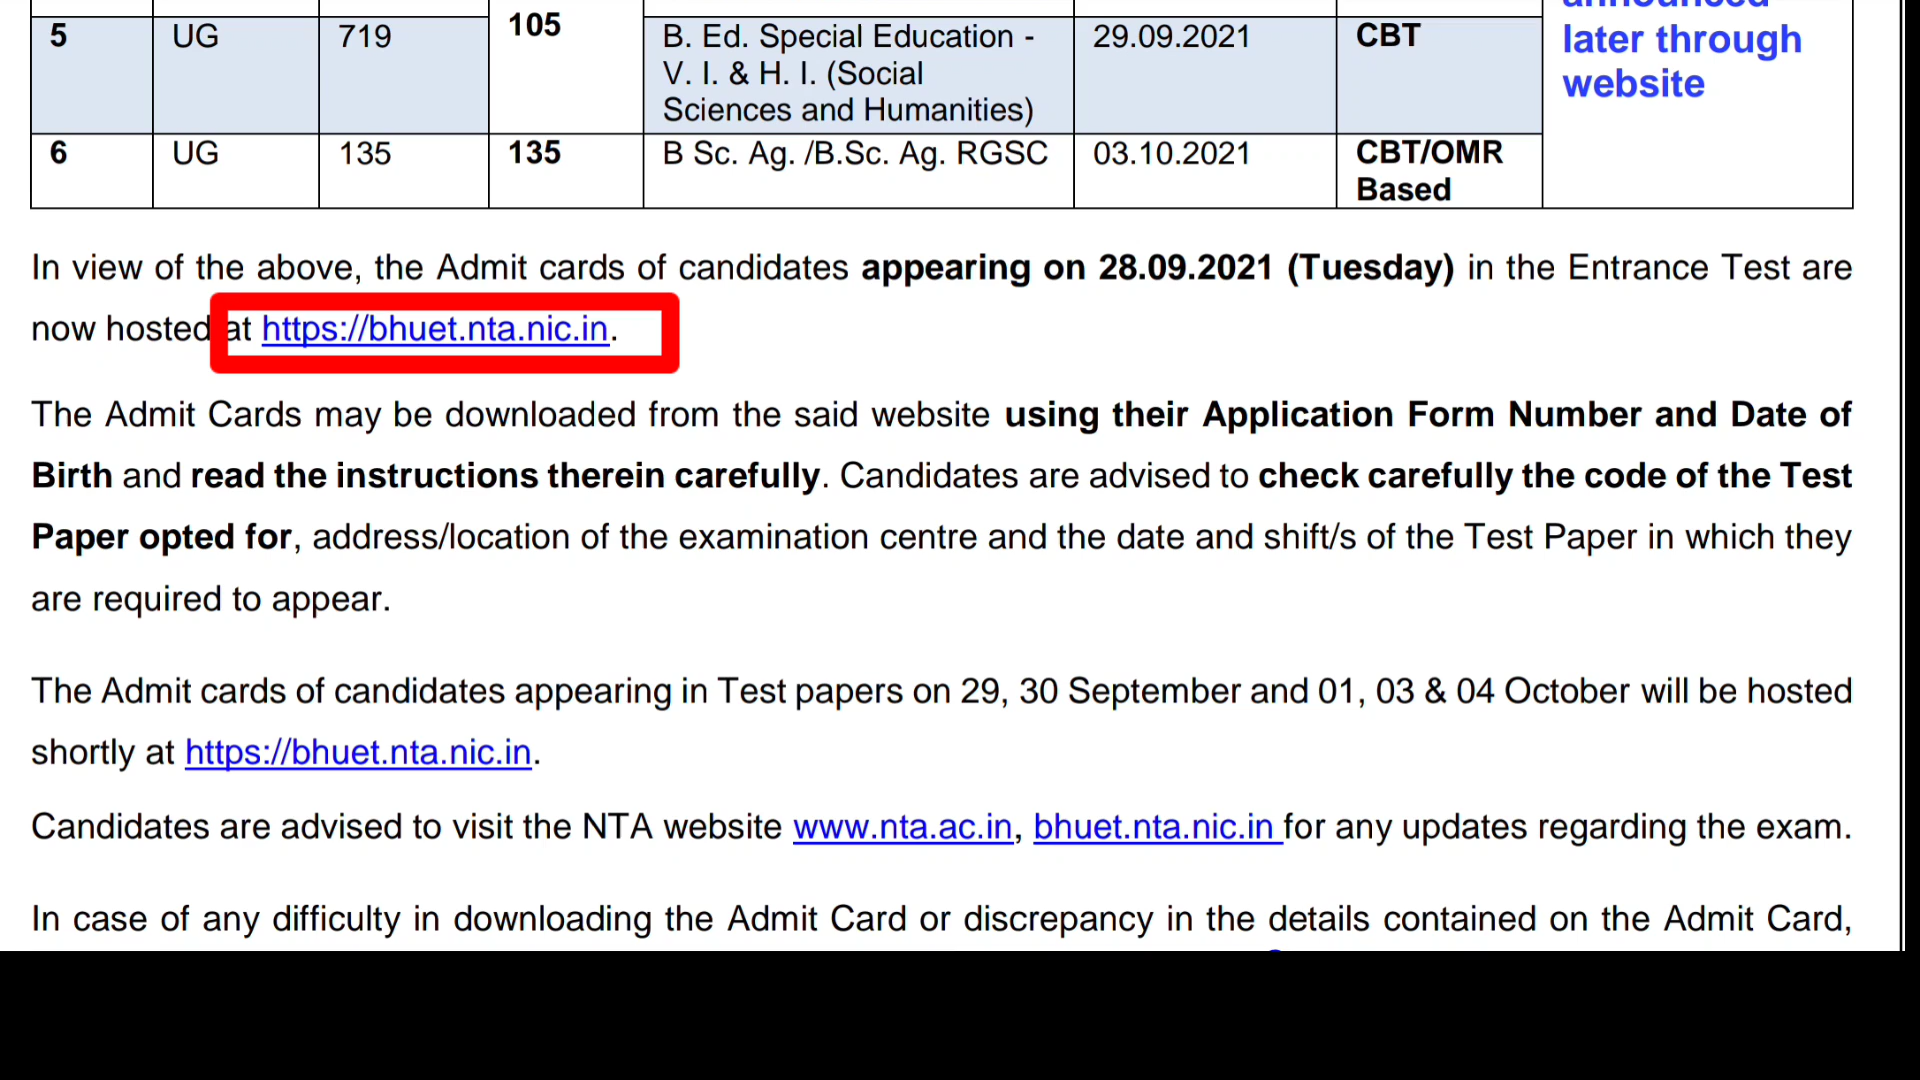 announced
later through
website
5 UG 719 105 B. Ed. Special Education - 29.09.2021 CBT
V. I. & H. I. (Social
Sciences and Humanities)
6 UG 135 135 B Sc. Ag. /B.Sc. Ag. RGSC 03.10.2021 CBT/OMR
Based
In view of the above, the Admit cards of candidates appearing on 28.09.2021 (Tuesday) in the Entrance Test are
now hosted at https://bhuet.nta.nic.in.
The Admit Cards may be downloaded from the said website using their Application Form Number and Date of
Birth and read the instructions therein carefully. Candidates are advised to check carefully the code of the Test
Paper opted for, address/location of the examination centre and the date and shift/s of the Test Paper in which they
are required to appear.
The Admit cards of candidates appearing in Test papers on 29, 30 September and 01, 03 & 04 October will be hosted
shortly at https://bhuet.nta.nic.in.
Candidates are advised to visit the NTA website www.nta.ac.in, bhuet.nta.nic.in for any updates regarding the exam.
In case of any difficulty in downloading the Admit Card or discrepancy in the details contained on the Admit Card,